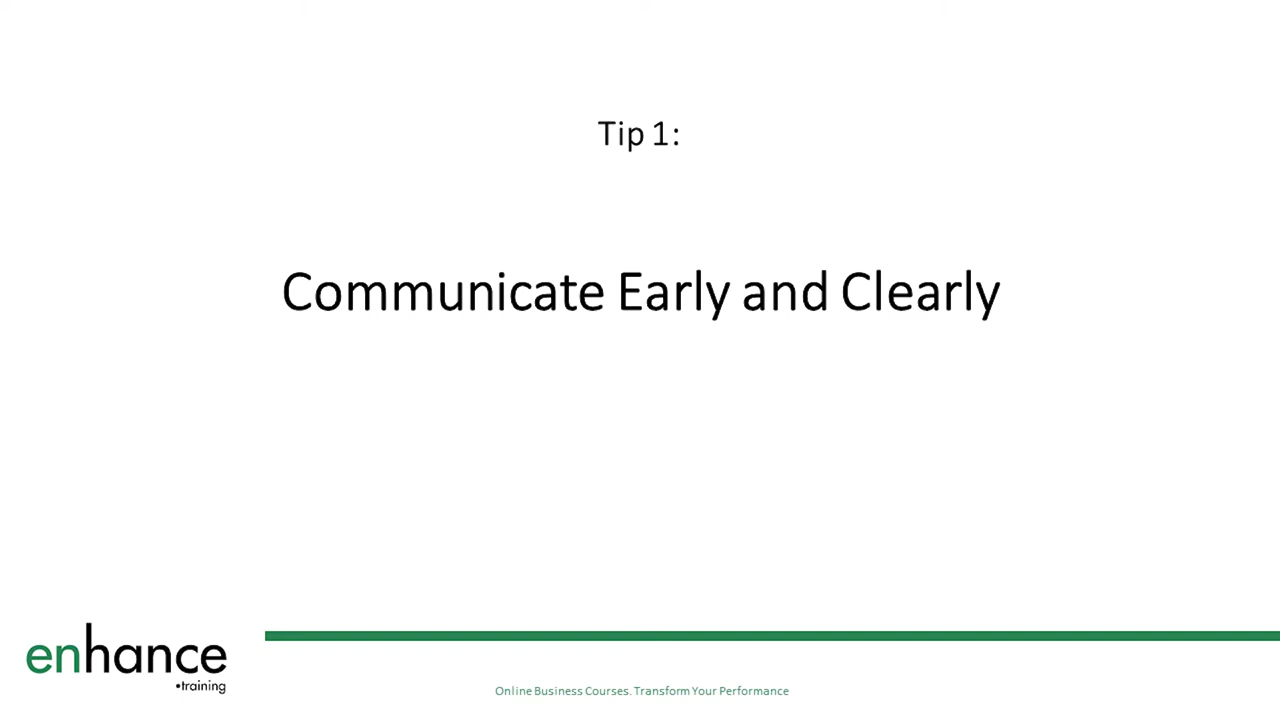 Tip 1:
Communicate Early and Clearly
enhance
•training
Online Business Courses. Transform Your Performance